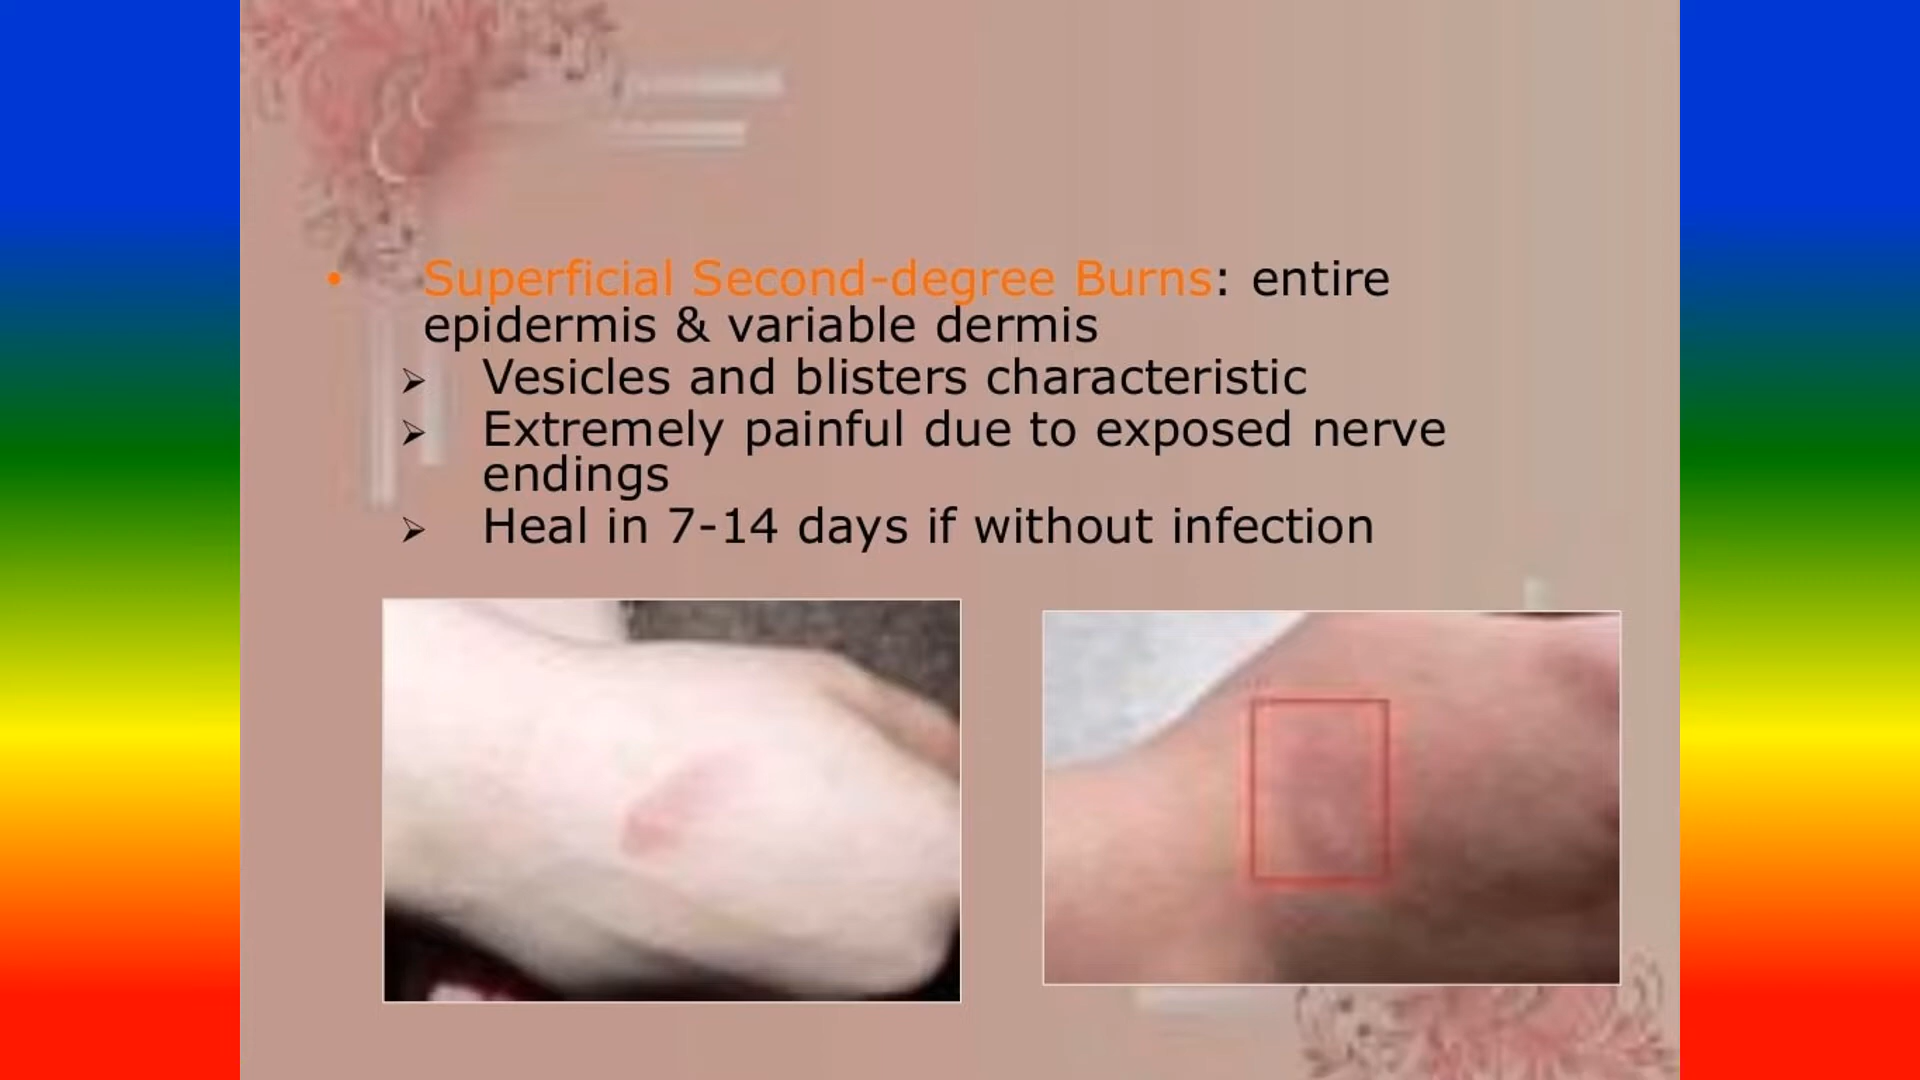 • Superficial Second-degree Burns: entire
epidermis & variable dermis
➢ Vesicles and blisters characteristic
➢ Extremely painful due to exposed nerve
endings
➢ Heal in 7-14 days if without infection